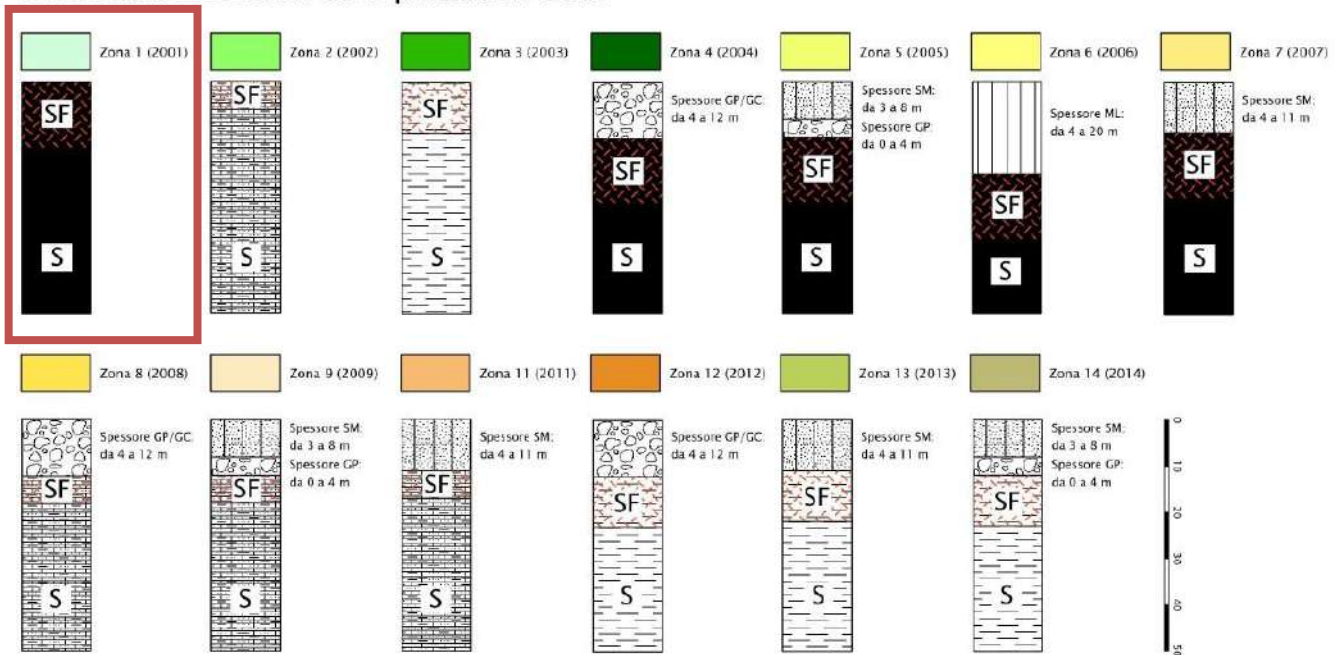 Zona 1 (2001)
Zona 2 (2002)
Zona 3 (2003)
Zona 4 (2004)
Zona 5 (2005)
Zona 6 (2006)
Zona 7 (2007)
SF
S
SF
S
SF
S
Spessore GP/GC:
da 4 a 12 m
SF
S
Spessore SM:
da 3 a 8 m
Spessore GP:
da 0 a 4 m
SF
S
Spessore ML:
da 4 a 20 m
SF
S
Spessore SM:
da 4 a 11 m
SF
S
Zona 8 (2008)
Zona 9 (2009)
Zona 11 (2011)
Zona 12 (2012)
Zona 13 (2013)
Zona 14 (2014)
Spessore GP/GC:
da 4 a 12 m
SF
S
Spessore SM:
da 3 a 8 m
Spessore GP:
da 0 a 4 m
SF
S
Spessore SM:
da 4 a 11 m
SF
S
Spessore GP/GC:
da 4 a 12 m
SF
S
Spessore SM:
da 4 a 11 m
SF
S
Spessore SM:
da 3 a 8 m
Spessore GP:
da 0 a 4 m
SF
S
0
10
20
30
40
50